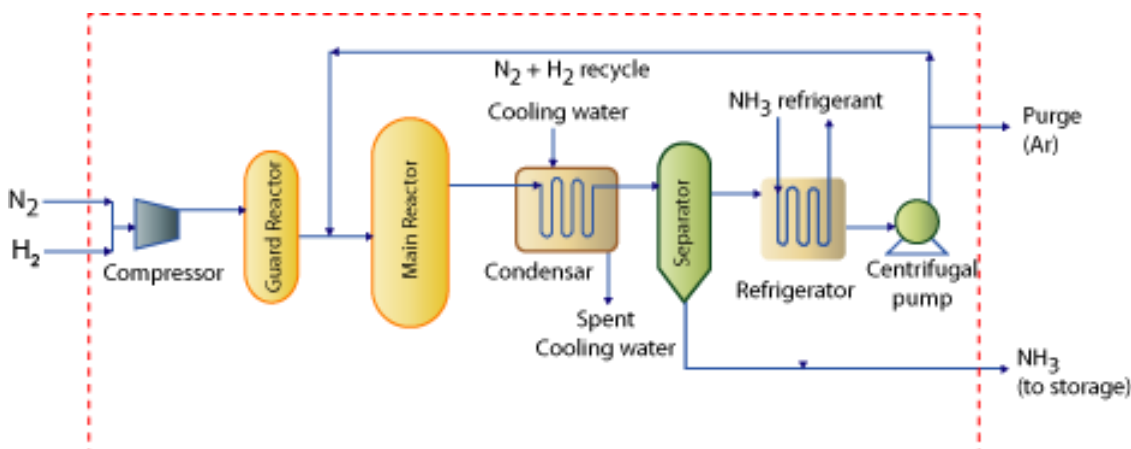 N2 + H2 recycle
Cooling water
NH3 refrigerant
Purge
(Ar)
N2
H2
Compressor
Guard Reactor
Main Reactor
Condensar
Separator
Refrigerator
Centrifugal
pump
Spent
Cooling water
NH3
(to storage)